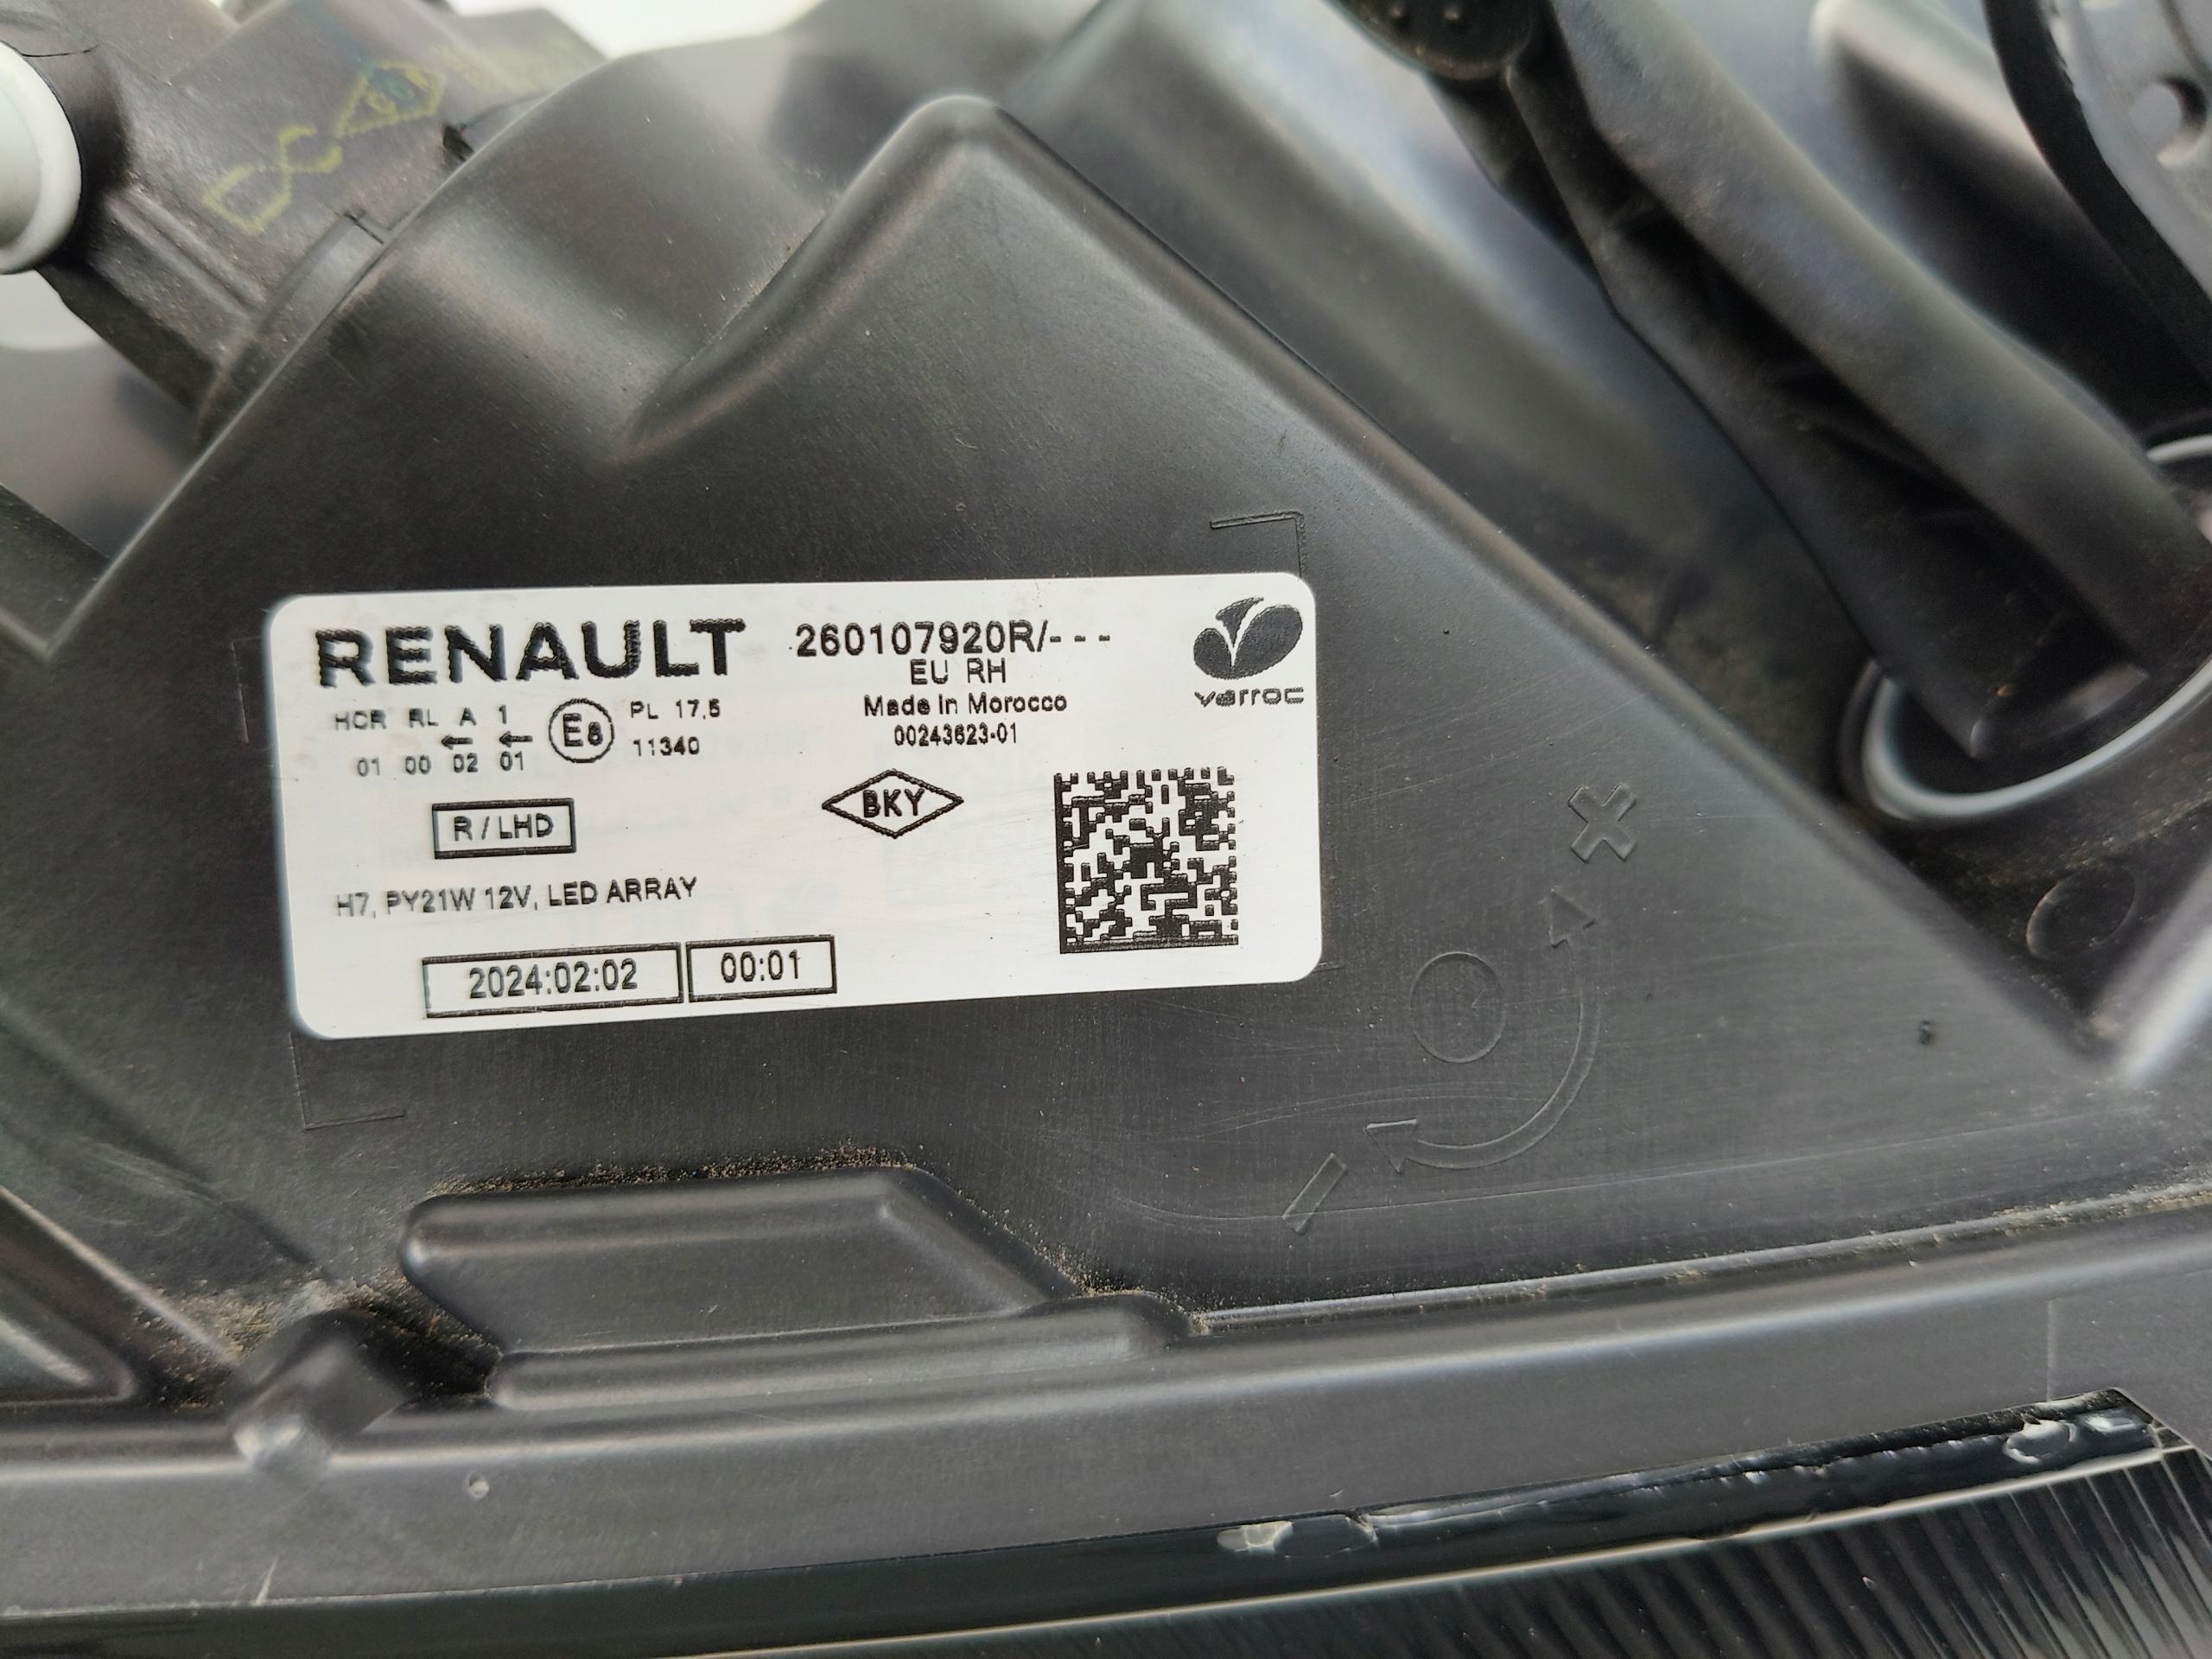 RENAULT
260107920R/---
EU RH
Made in Morocco
00243623-01
varroc
HCR RL A 1
← ←
01 00 02 01
E8
PL 17,5
11340
R / LHD
BKY
H7, PY21W 12V, LED ARRAY
2024:02:02 00:01